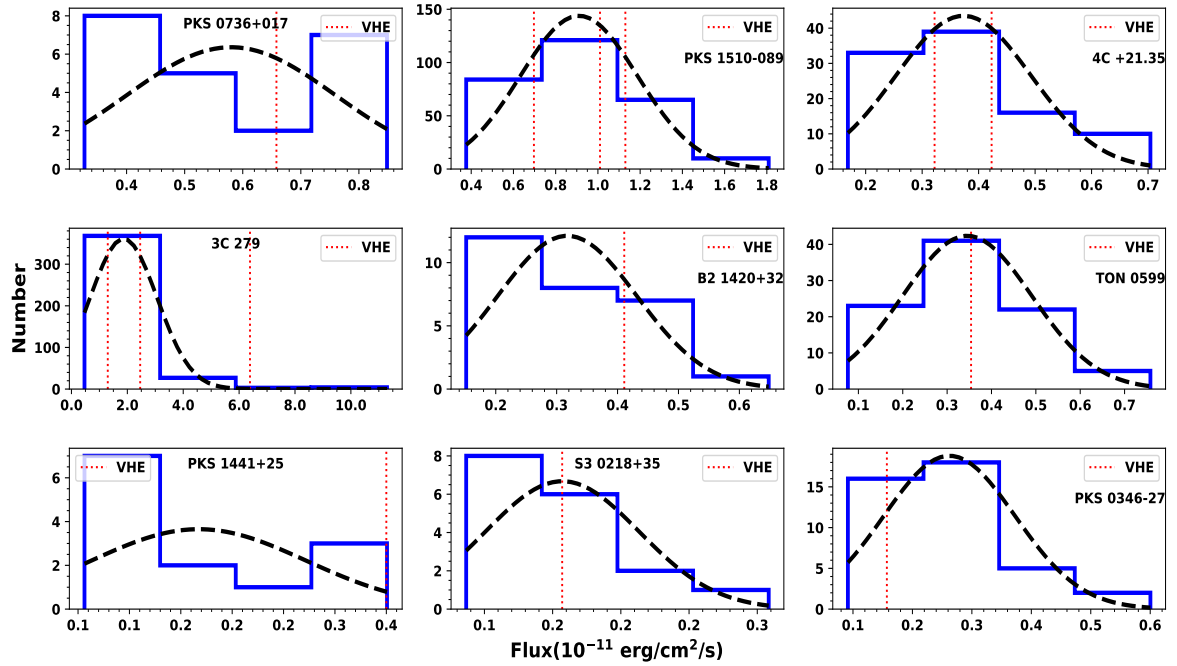 PKS 0736+017
VHE
8
6
4
2
0
0.4 0.5 0.6 0.7 0.8
VHE
PKS 1510-089
150
100
50
0
0.4 0.6 0.8 1.0 1.2 1.4 1.6 1.8
VHE
4C +21.35
40
30
20
10
0
0.2 0.3 0.4 0.5 0.6 0.7
Number
3C 279
VHE
300
200
100
0
0.0 2.0 4.0 6.0 8.0 10.0
VHE
B2 1420+32
10
5
0
0.2 0.3 0.4 0.5 0.6
VHE
TON 0599
40
30
20
10
0
0.1 0.2 0.3 0.4 0.5 0.6 0.7
VHE
PKS 1441+25
6
4
2
0
0.1 0.1 0.2 0.2 0.2 0.3 0.4
S3 0218+35
VHE
8
6
4
2
0
0.1 0.2 0.2 0.2 0.3
VHE
PKS 0346-27
15
10
5
0
0.1 0.2 0.3 0.4 0.5 0.6
Flux(10⁻¹¹ erg/cm²/s)